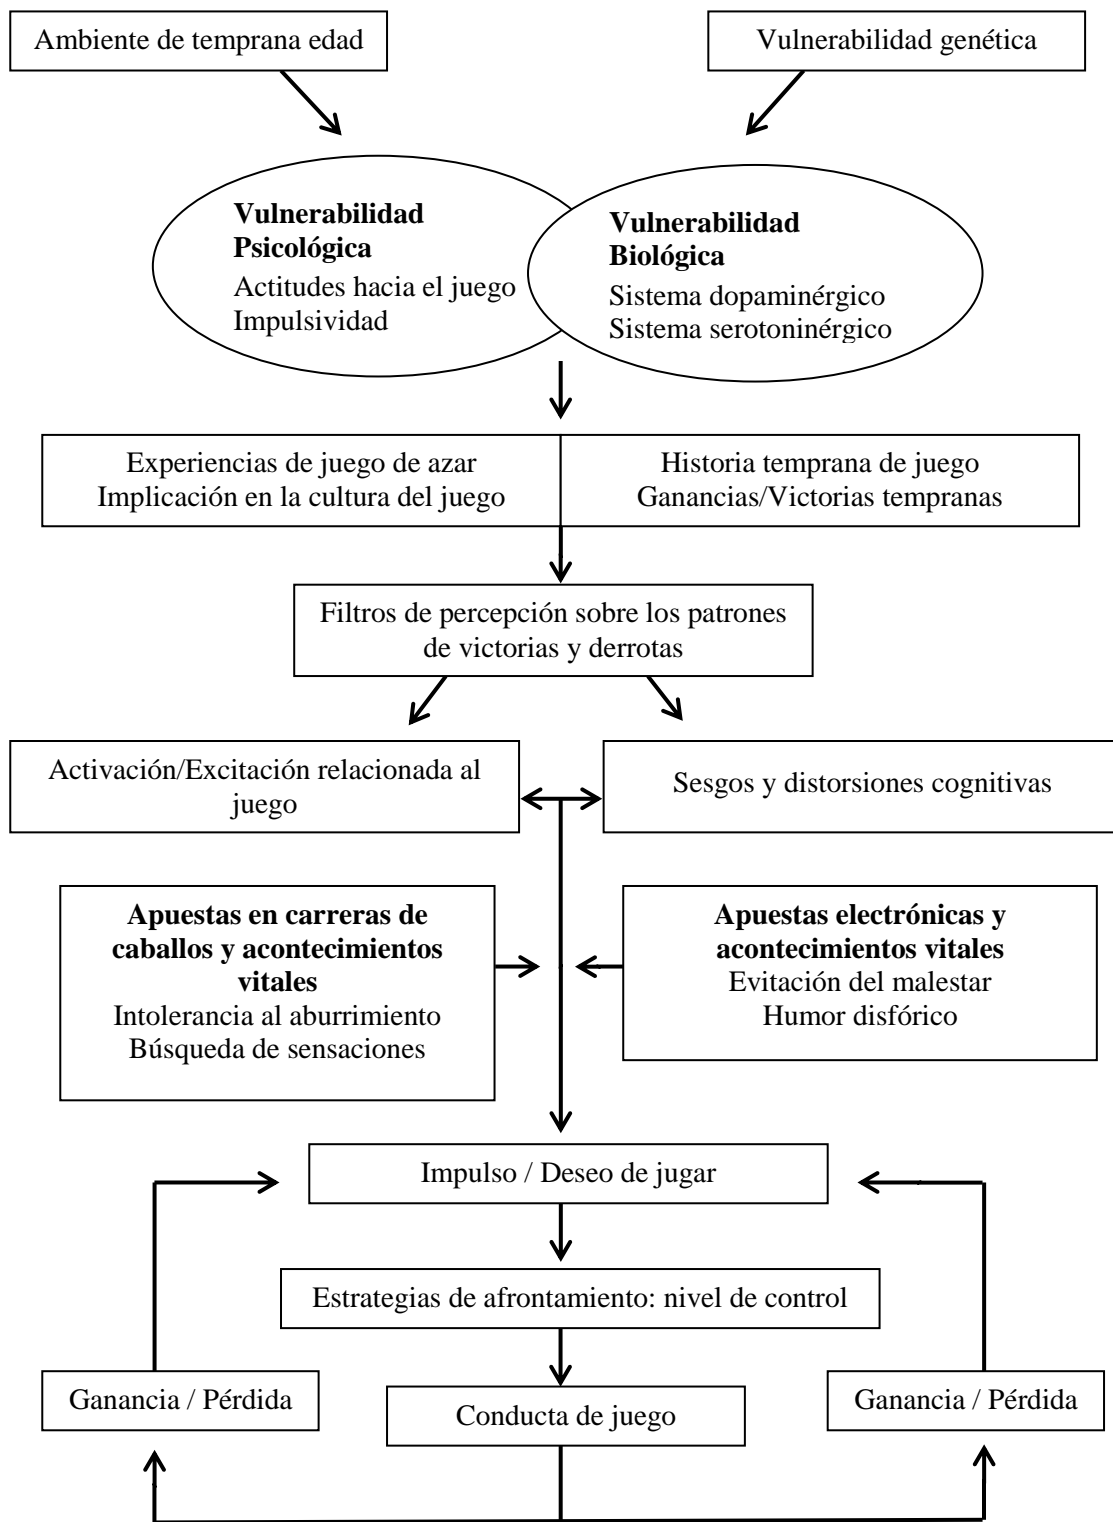 Ambiente de temprana edad
Vulnerabilidad genética
Vulnerabilidad
Psicológica
Actitudes hacia el juego
Impulsividad
Vulnerabilidad
Biológica
Sistema dopaminérgico
Sistema serotoninérgico
Experiencias de juego de azar
Implicación en la cultura del juego
Historia temprana de juego
Ganancias/Victorias tempranas
Filtros de percepción sobre los patrones
de victorias y derrotas
Activación/Excitación relacionada al
juego
Sesgos y distorsiones cognitivas
Apuestas en carreras de
caballos y acontecimientos
vitales
Intolerancia al aburrimiento
Búsqueda de sensaciones
Apuestas electrónicas y
acontecimientos vitales
Evitación del malestar
Humor disfórico
Impulso / Deseo de jugar
Estrategias de afrontamiento: nivel de control
Ganancia / Pérdida
Conducta de juego
Ganancia / Pérdida